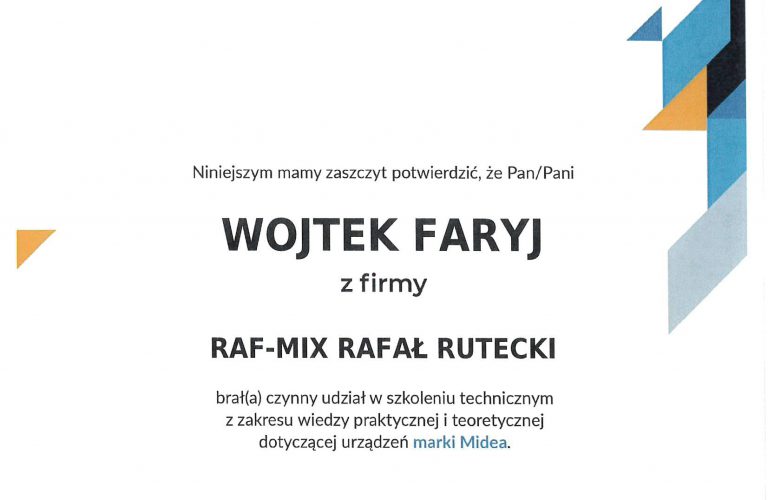 Niniejszym mamy zaszczyt potwierdzić, że Pan/Pani
WOJTEK FARYJ
z firmy
RAF-MIX RAFAŁ RUTECKI
brał(a) czynny udział w szkoleniu technicznym
z zakresu wiedzy praktycznej i teoretycznej
dotyczącej urządzeń marki Midea.